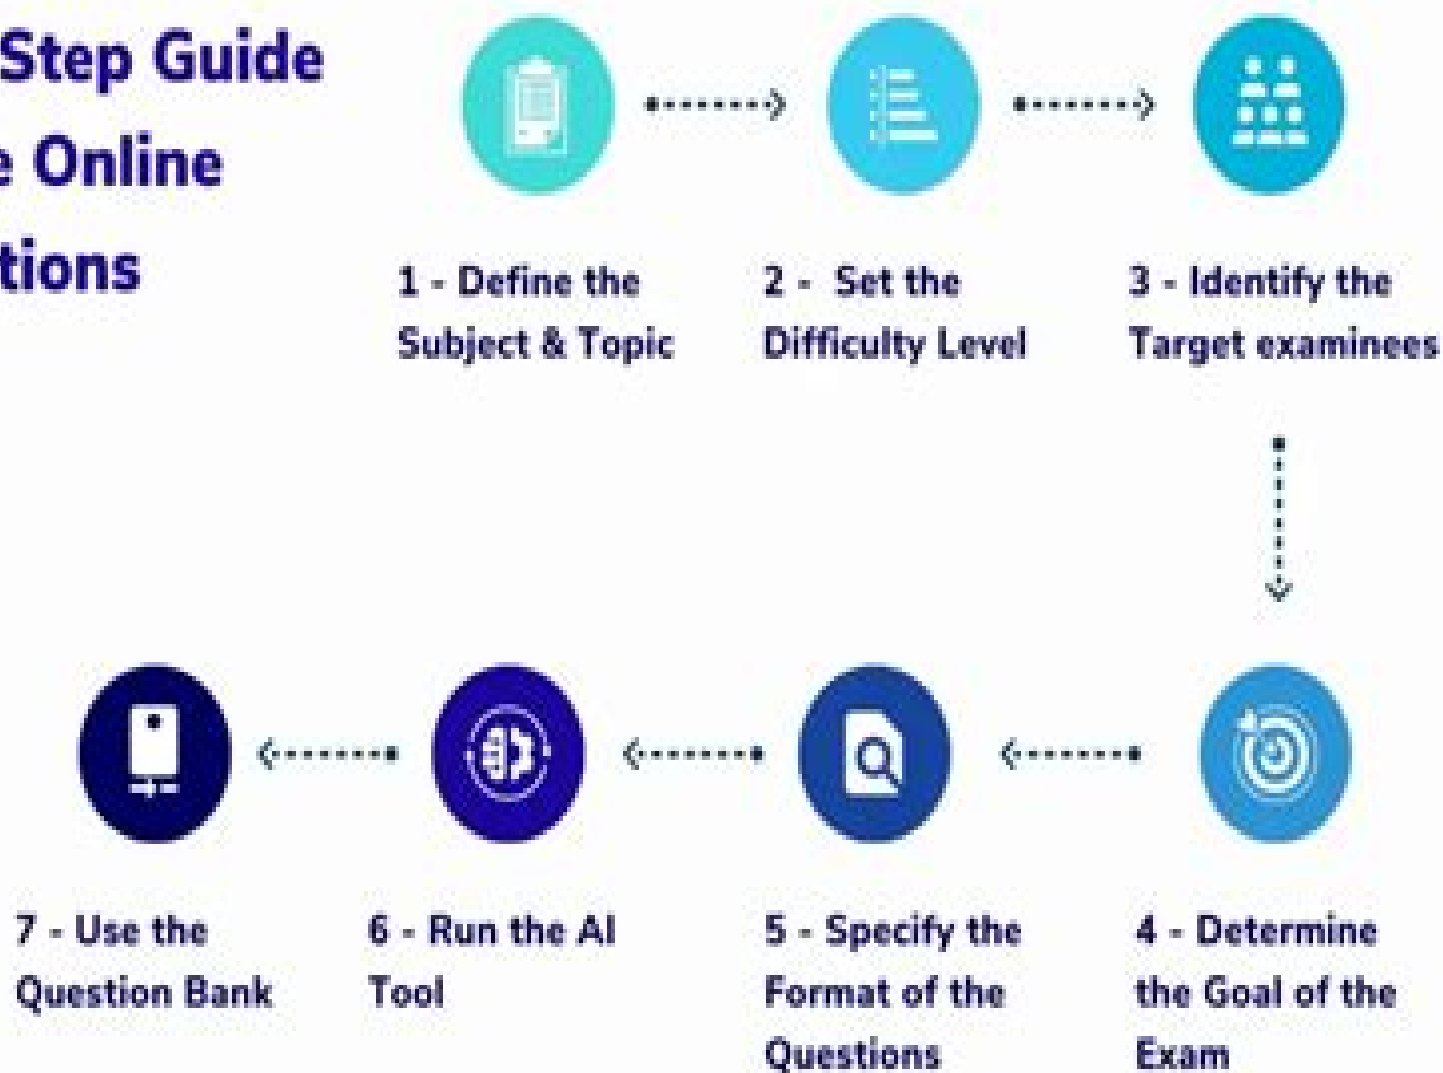 Step Guide
e Online
tions
1 - Define the
Subject & Topic
2 - Set the
Difficulty Level
3 - Identify the
Target examinees
4 - Determine
the Goal of the
Exam
5 - Specify the
Format of the
Questions
6 - Run the AI
Tool
7 - Use the
Question Bank